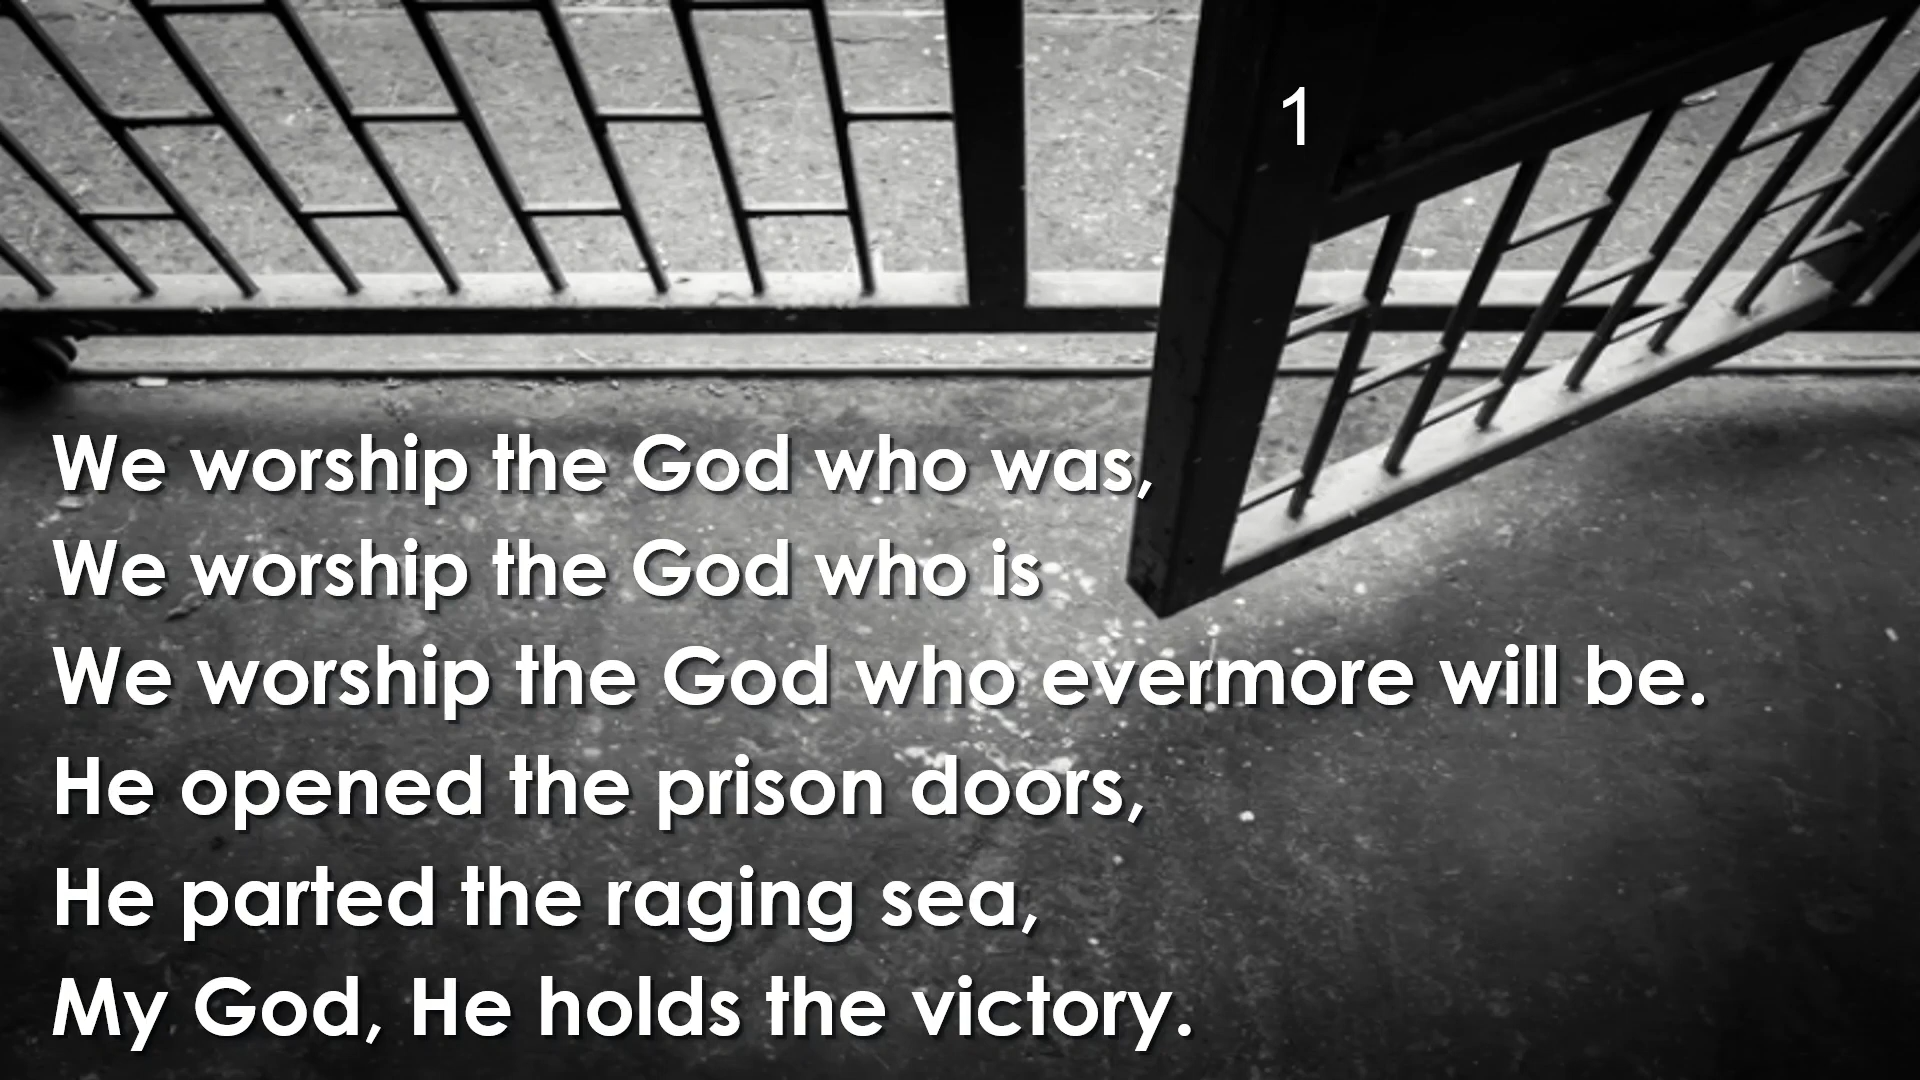 1
We worship the God who was,
We worship the God who is
We worship the God who evermore will be.
He opened the prison doors,
He parted the raging sea,
My God, He holds the victory.